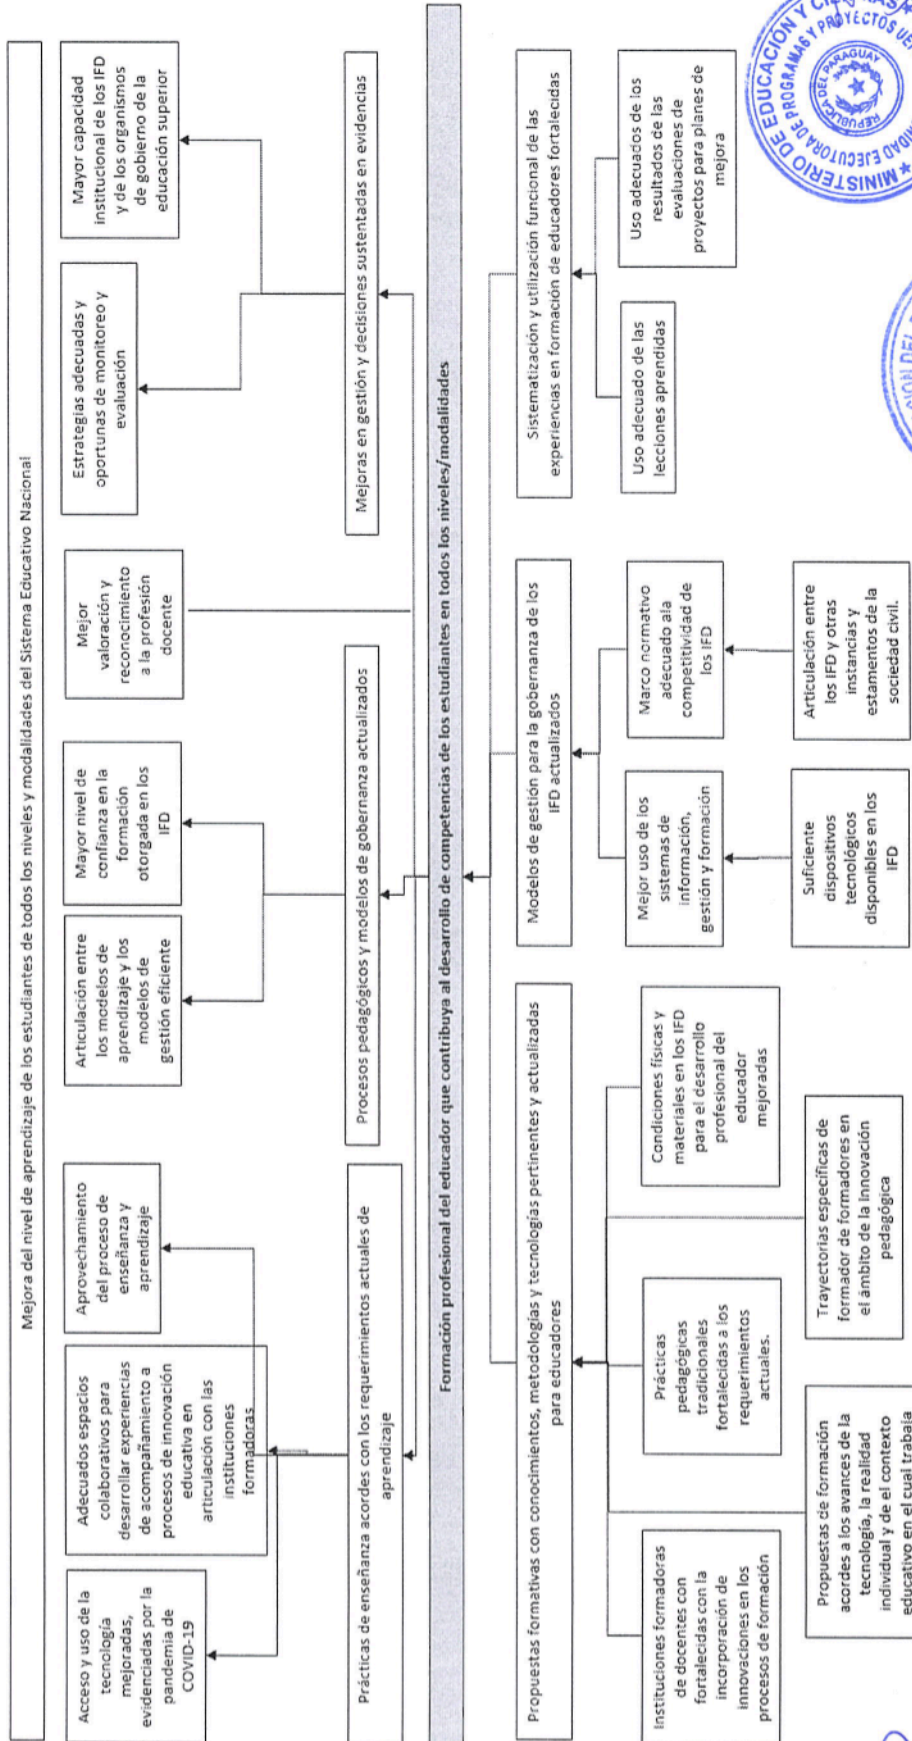 Mejora del nivel de aprendizaje de los estudiantes de todos los niveles y modalidades del Sistema Educativo Nacional
Acceso y uso de la
tecnología
mejoradas,
evidenciadas por la
pandemia de
COVID-19
Adecuados espacios
colaborativos para
desarrollar experiencias
de acompañamiento a
procesos de innovación
educativa en
articulación con las
instituciones
formadoras.
Aprovechamiento
del proceso de
enseñanza y
aprendizaje
Articulación entre
los modelos de
aprendizaje y los
modelos de
gestión eficiente
Mayor nivel de
confianza en la
formación
otorgada en los
IFD
Mejor
valoración y
reconocimiento
a la profesión
docente
Estrategias adecuadas y
oportunas de monitoreo y
evaluación
Mayor capacidad
institucional de los IFD
y de los organismos
de gobierno de la
educación superior
Prácticas de enseñanza acordes con los requerimientos actuales de
aprendizaje
Procesos pedagógicos y modelos de gobernanza actualizados
Mejoras en gestión y decisiones sustentadas en evidencias
Formación profesional del educador que contribuya al desarrollo de competencias de los estudiantes en todos los niveles/modalidades
Propuestas formativas con conocimientos, metodologías y tecnologías pertinentes y actualizadas
para educadores
Modelos de gestión para la gobernanza de los
IFD actualizados
Sistematización y utilización funcional de las
experiencias en formación de educadores fortalecidas
Instituciones formadoras
de docentes con
fortalecidas con la
incorporación de
innovaciones en los
procesos de formación
Prácticas
pedagógicas
tradicionales
fortalecidas a los
requerimientos
actuales.
Condiciones físicas y
materiales en los IFD
para el desarrollo
profesional del
educador
mejoradas
Mejor uso de los
sistemas de
información,
gestión y formación
Marco normativo
adecuado ala
competitividad de
los IFD
Uso adecuado de las
lecciones aprendidas
Uso adecuados de los
resultados de las
evaluaciones de
proyectos para planes de
mejora
Propuestas de formación
acordes a los avances de la
tecnología, la realidad
individual y de el contexto
educativo en el cual trabaja
Trayectorias específicas de
formador de formadores en
el ámbito de la innovación
pedagógica
Suficiente
dispositivos
tecnológicos
disponibles en los
IFD
Articulación entre
los IFD y otras
instancias y
estamentos de la
sociedad civil.
MINISTERIO DE EDUCACIÓN Y
EJECUTORA DE PROGRAMAS Y PROYECTOS
REPÚBLICA DEL PARAGUAY